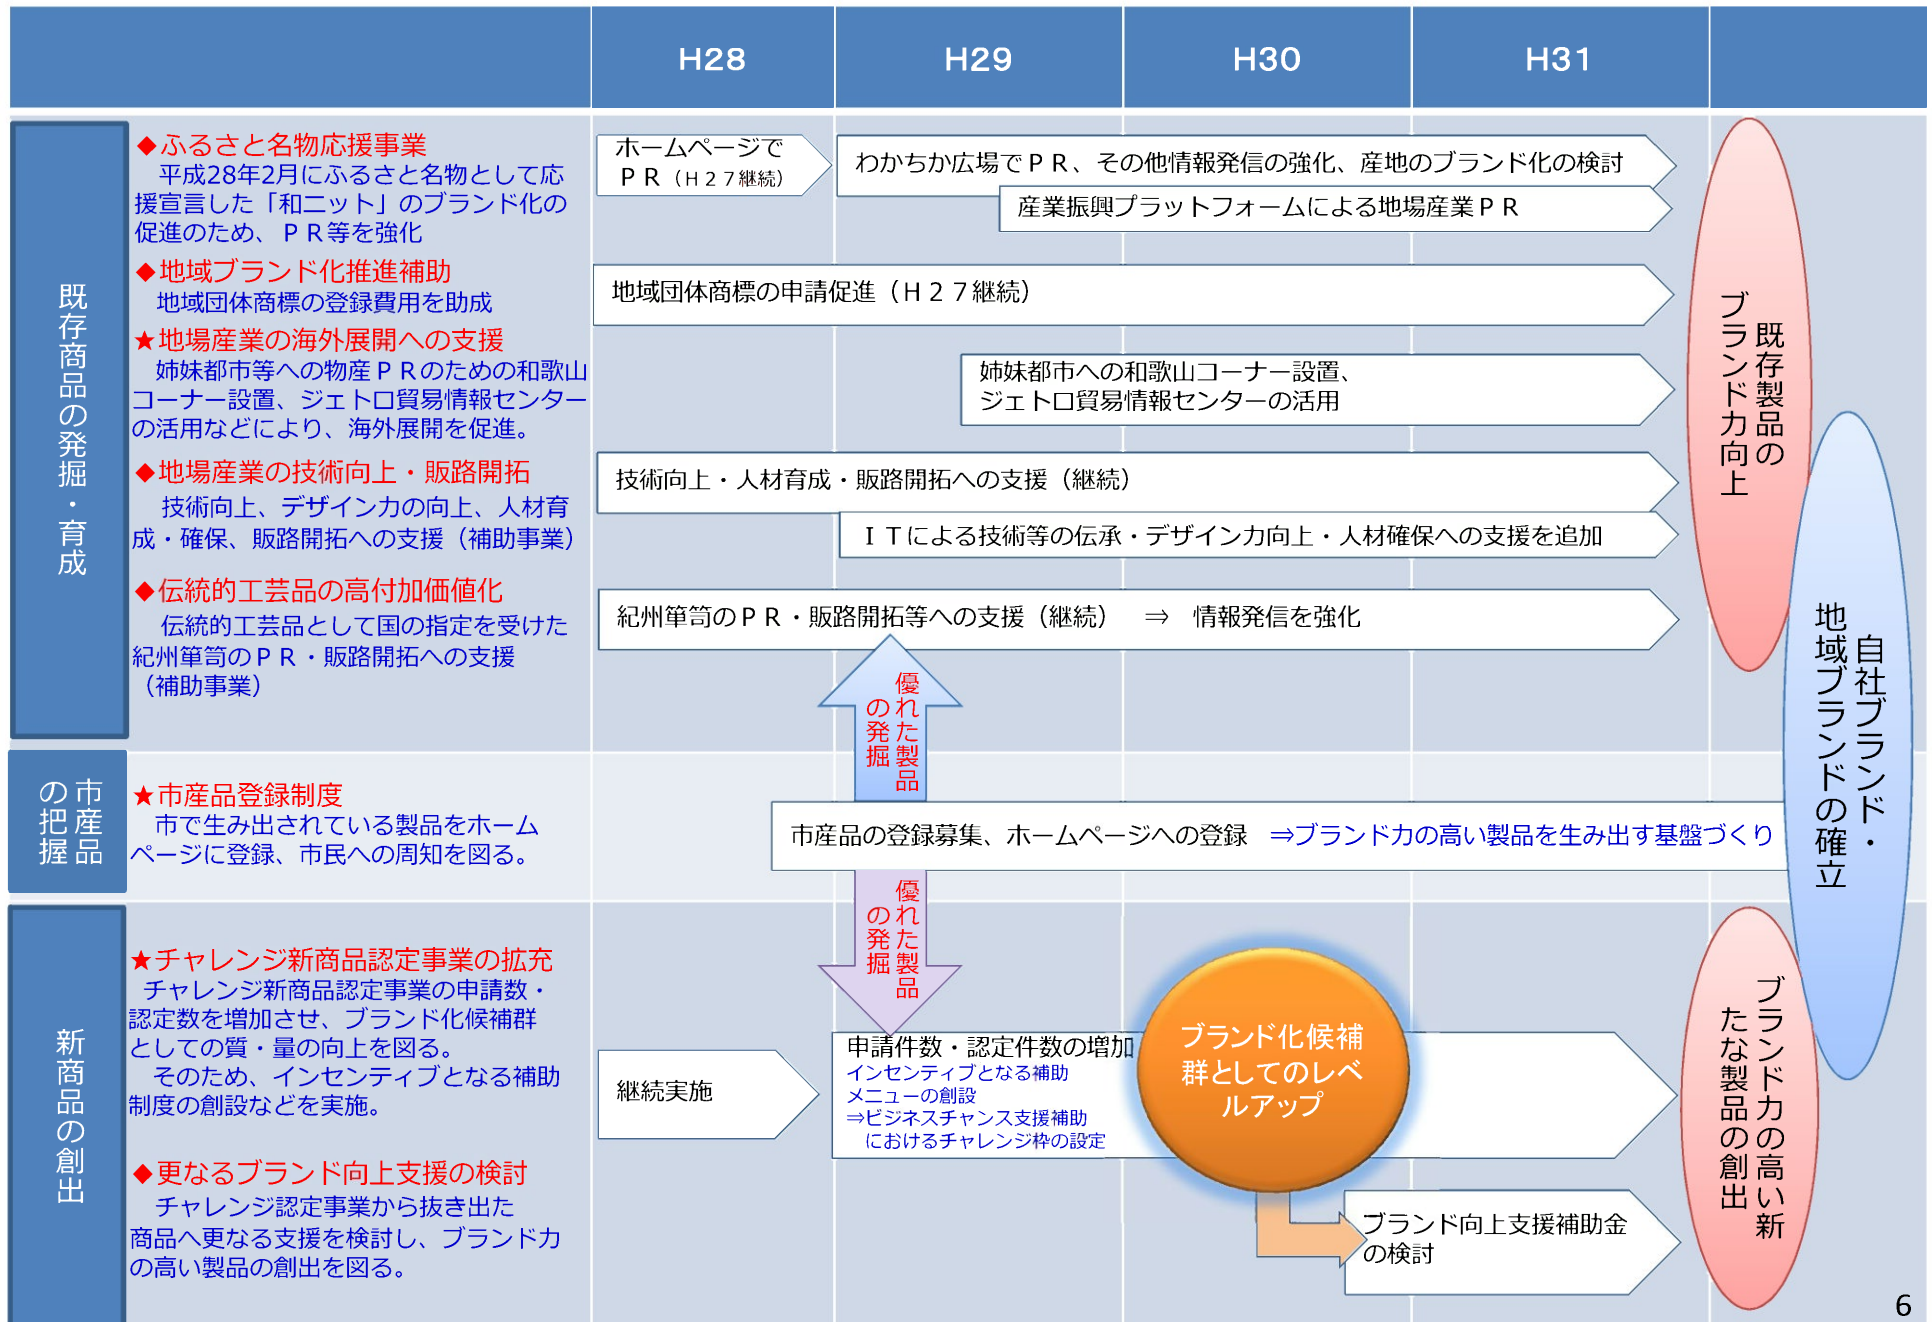 H28
H29
H30
H31
既存商品の発掘・育成
◆ふるさと名物応援事業
平成28年2月にふるさと名物として応
援宣言した「和ニット」のブランド化の
促進のため、ＰＲ等を強化
◆地域ブランド化推進補助
地域団体商標の登録費用を助成
★地場産業の海外展開への支援
姉妹都市等への物産ＰＲのための和歌山
コーナー設置、ジェトロ貿易情報センター
の活用などにより、海外展開を促進。
◆地場産業の技術向上・販路開拓
技術向上、デザイン力の向上、人材育
成・確保、販路開拓への支援（補助事業）
◆伝統的工芸品の高付加価値化
伝統的工芸品として国の指定を受けた
紀州箪笥のＰＲ・販路開拓への支援
（補助事業）
ホームページで
ＰＲ（Ｈ２７継続）
わかちか広場でＰＲ、その他情報発信の強化、産地のブランド化の検討
産業振興プラットフォームによる地場産業ＰＲ
地域団体商標の申請促進（Ｈ２７継続）
姉妹都市への和歌山コーナー設置、
ジェトロ貿易情報センターの活用
技術向上・人材育成・販路開拓への支援（継続）
ＩＴによる技術等の伝承・デザイン力向上・人材確保への支援を追加
紀州箪笥のＰＲ・販路開拓等への支援（継続）　⇒　情報発信を強化
優れた製品
の発掘
既存製品の
ブランド力向上
市産品
の把握
★市産品登録制度
市で生み出されている製品をホーム
ページに登録、市民への周知を図る。
市産品の登録募集、ホームページへの登録　⇒ブランド力の高い製品を生み出す基盤づくり
自社ブランド・
地域ブランドの確立
優れた製品
の発掘
新商品の創出
★チャレンジ新商品認定事業の拡充
チャレンジ新商品認定事業の申請数・
認定数を増加させ、ブランド化候補群
としての質・量の向上を図る。
そのため、インセンティブとなる補助
制度の創設などを実施。
◆更なるブランド向上支援の検討
チャレンジ認定事業から抜き出た
商品へ更なる支援を検討し、ブランド力
の高い製品の創出を図る。
継続実施
申請件数・認定件数の増加
インセンティブとなる補助
メニューの創設
⇒ビジネスチャンス支援補助
におけるチャレンジ枠の設定
ブランド化候補
群としてのレベ
ルアップ
ブランド向上支援補助金
の検討
ブランド力の高い新
たな製品の創出
6